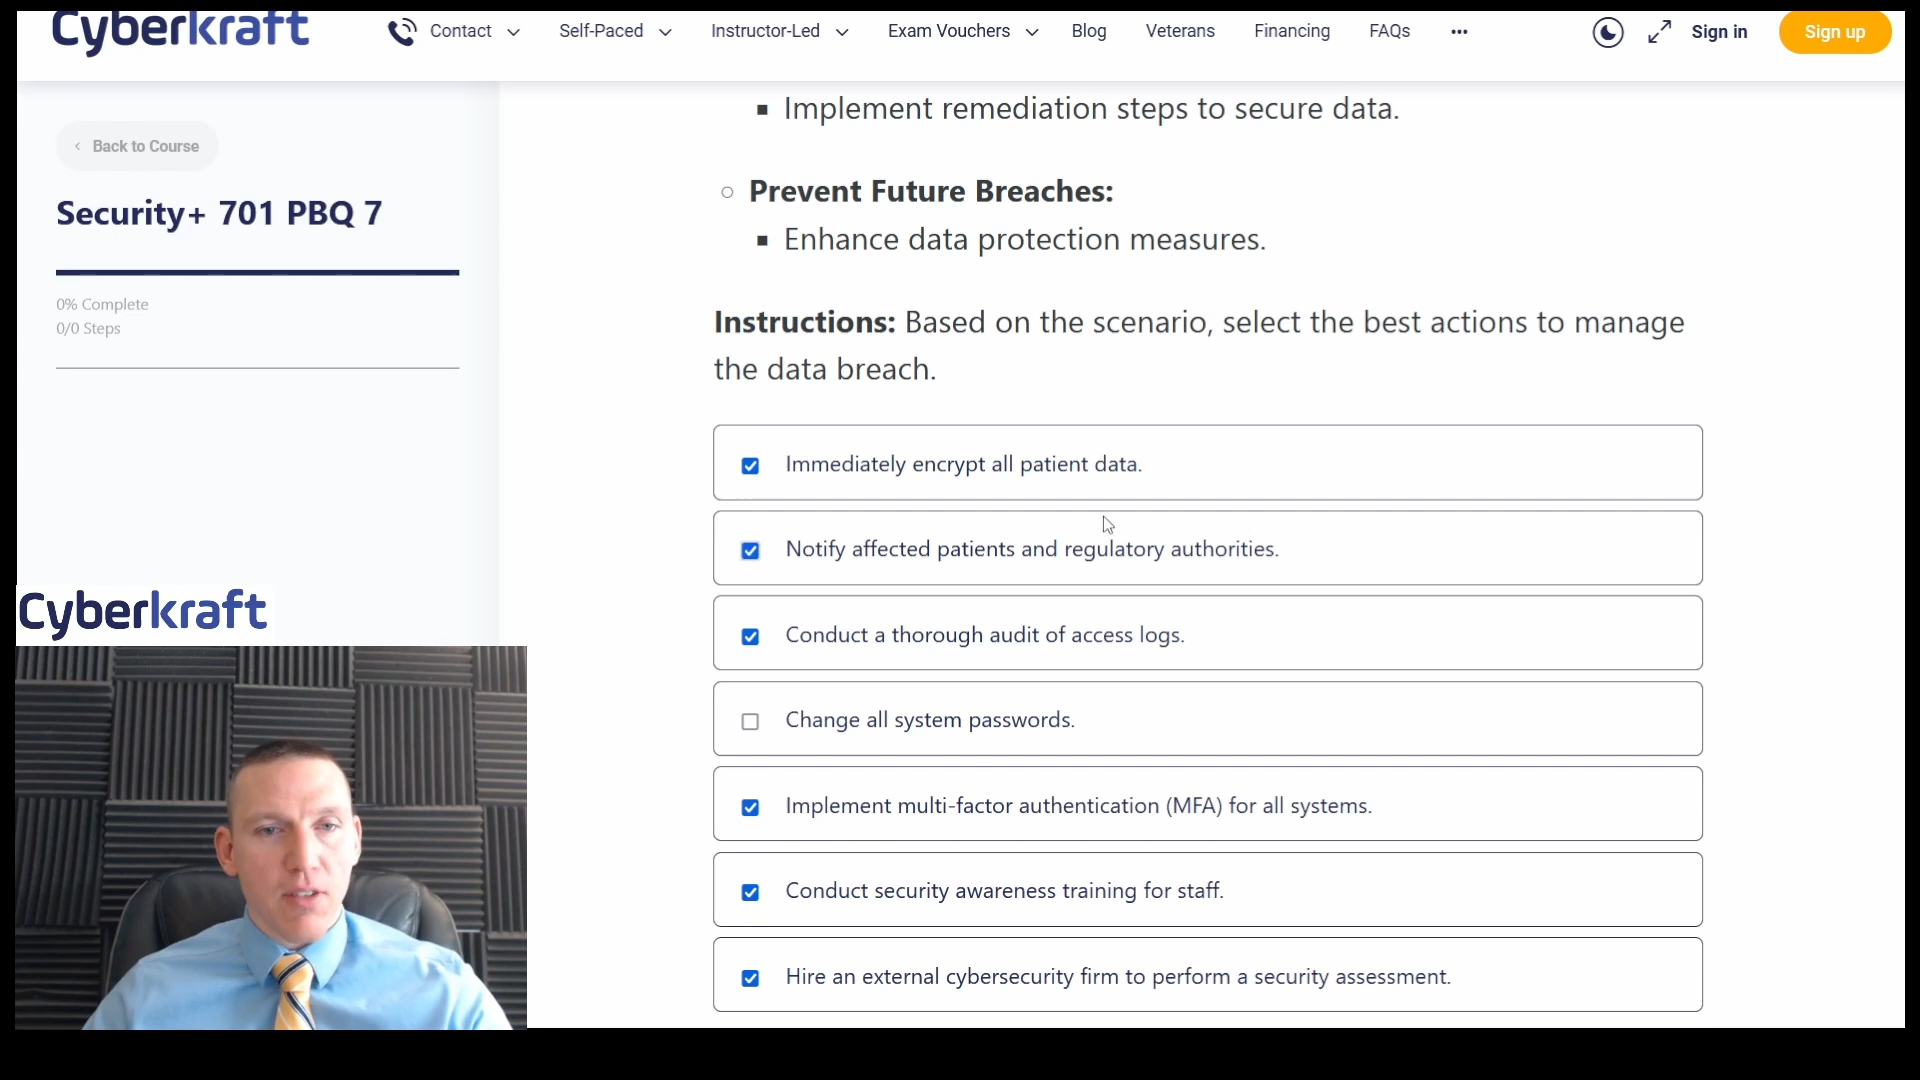 Cyberkraft
Contact
Self-Paced
Instructor-Led
Exam Vouchers
Blog
Veterans
Financing
FAQs
Sign in
Sign up
Back to Course
Security+ 701 PBQ 7
0% Complete
0/0 Steps
Implement remediation steps to secure data.
Prevent Future Breaches:
Enhance data protection measures.
Instructions: Based on the scenario, select the best actions to manage
the data breach.
Immediately encrypt all patient data.
Notify affected patients and regulatory authorities.
Conduct a thorough audit of access logs.
Change all system passwords.
Implement multi-factor authentication (MFA) for all systems.
Conduct security awareness training for staff.
Hire an external cybersecurity firm to perform a security assessment.
Cyberkraft